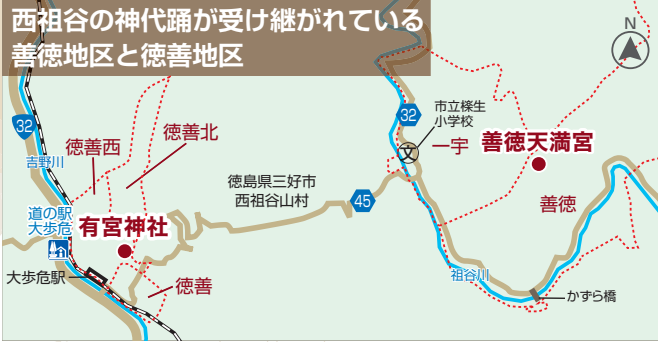 西祖谷の神代踊が受け継がれている
善徳地区と徳善地区
N
32
徳善西
徳善北
吉野川
道の駅
大歩危
有宮神社
大歩危駅
徳善
徳島県三好市
西祖谷山村
45
32
市立檪生
小学校
文
一宇
善徳天満宮
善徳
祖谷川
かずら橋